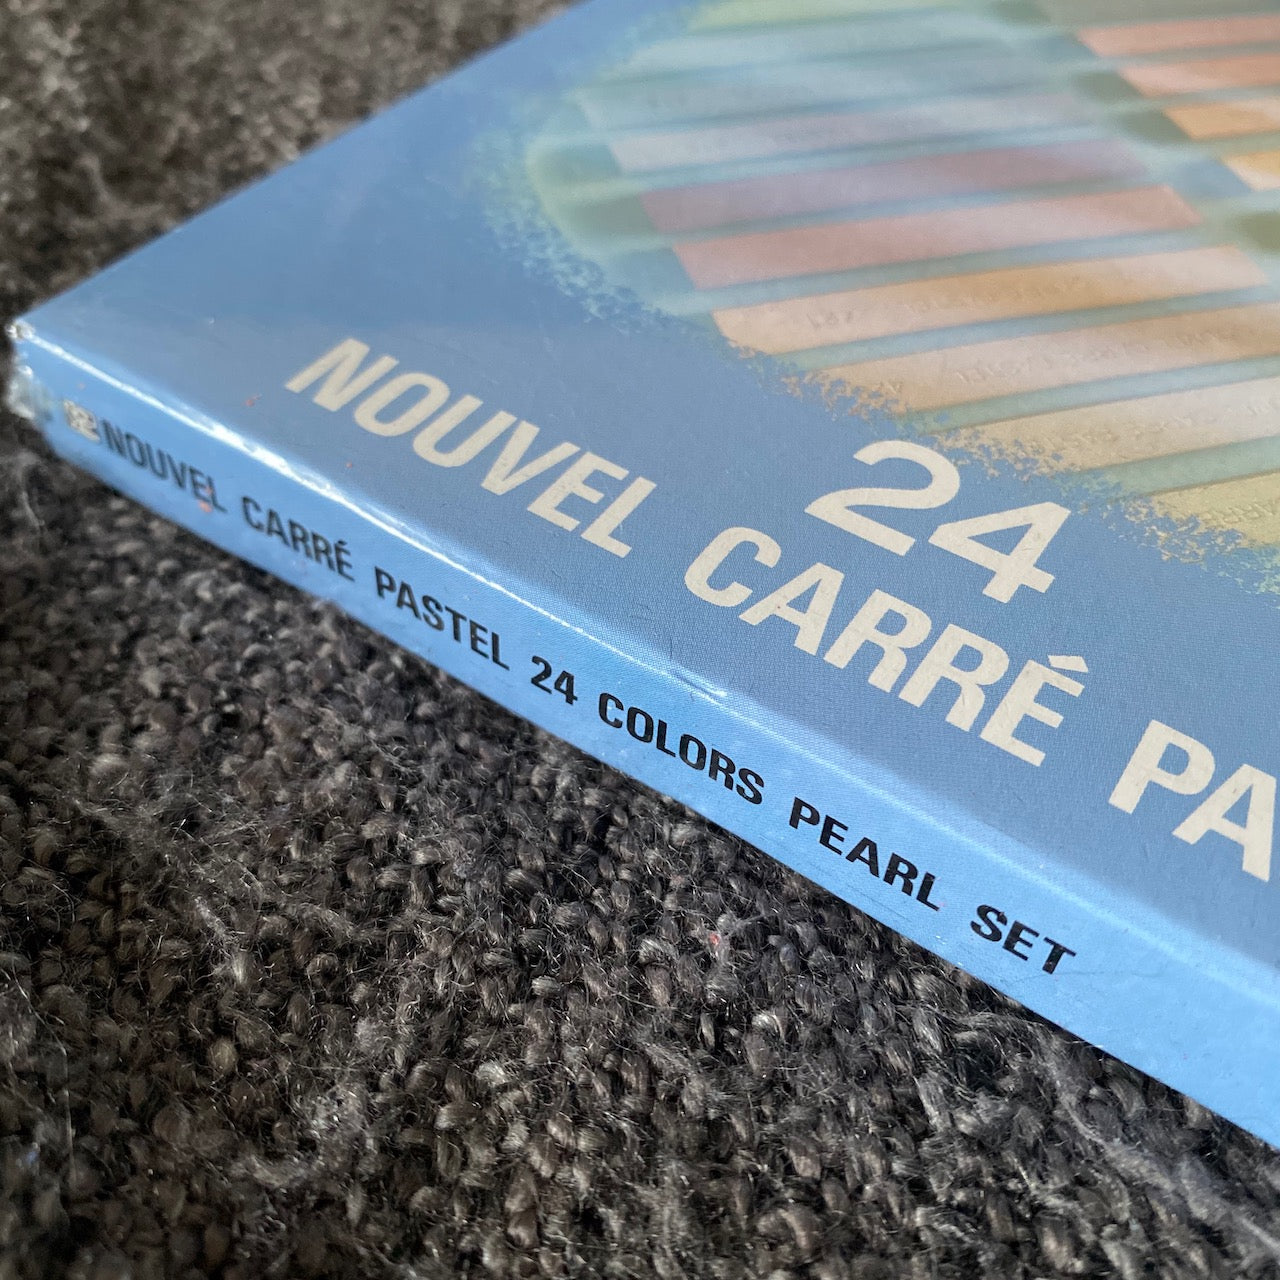 24
NOUVEL CARRÉ PA
NOUVEL CARRÉ PASTEL 24 COLORS PEARL SET